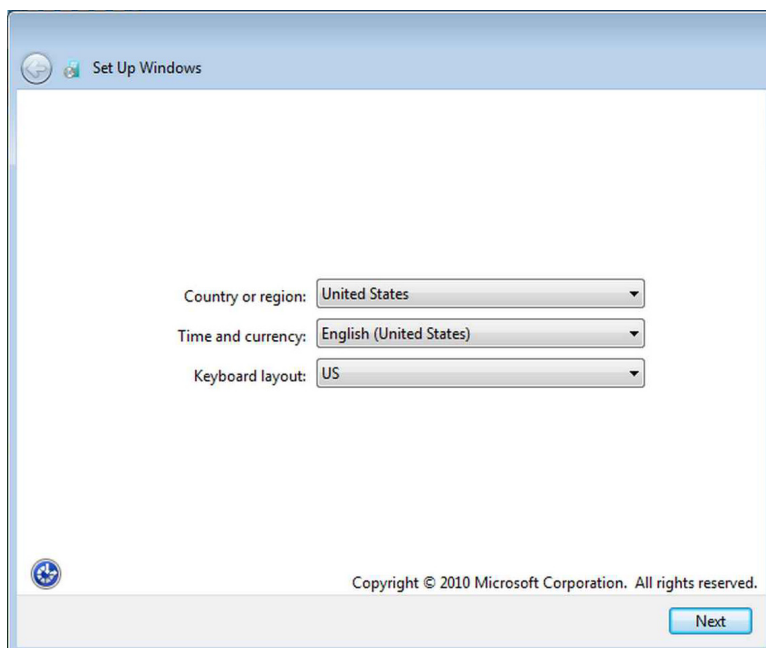 Set Up Windows
Country or region: United States
Time and currency: English (United States)
Keyboard layout: US
Copyright © 2010 Microsoft Corporation. All rights reserved.
Next